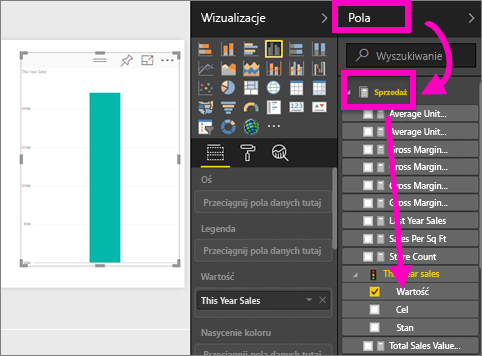 Wizualizacje
Pola
Wyszukiwanie
This Year Sales
Sprzedaż
Average Unit...
Average Unit...
Gross Margin...
Gross Margin...
Gross Margin...
Gross Margin...
Last Year Sales
Sales Per Sq Ft
Store Count
This Year sales
Wartość
Cel
Stan
Total Sales Value...
Oś
Przeciągnij pola danych tutaj
Legenda
Przeciągnij pola danych tutaj
Wartość
This Year Sales
Nasycenie koloru
Przeciągnij pola danych tutaj